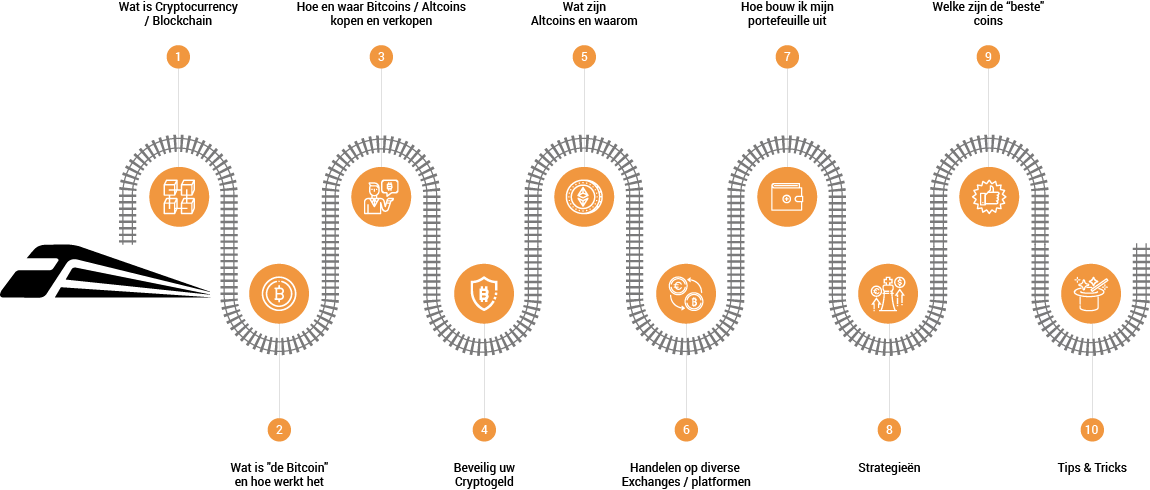 Wat is Cryptocurrency
/ Blockchain
1
Wat is "de Bitcoin"
en hoe werkt het
2
Hoe en waar Bitcoins / Altcoins
kopen en verkopen
3
Beveilig uw
Cryptogeld
4
Wat zijn
Altcoins en waarom
5
Handelen op diverse
Exchanges / platformen
6
Hoe bouw ik mijn
portefeuille uit
7
Strategieën
8
Welke zijn de “beste"
coins
9
Tips & Tricks
10